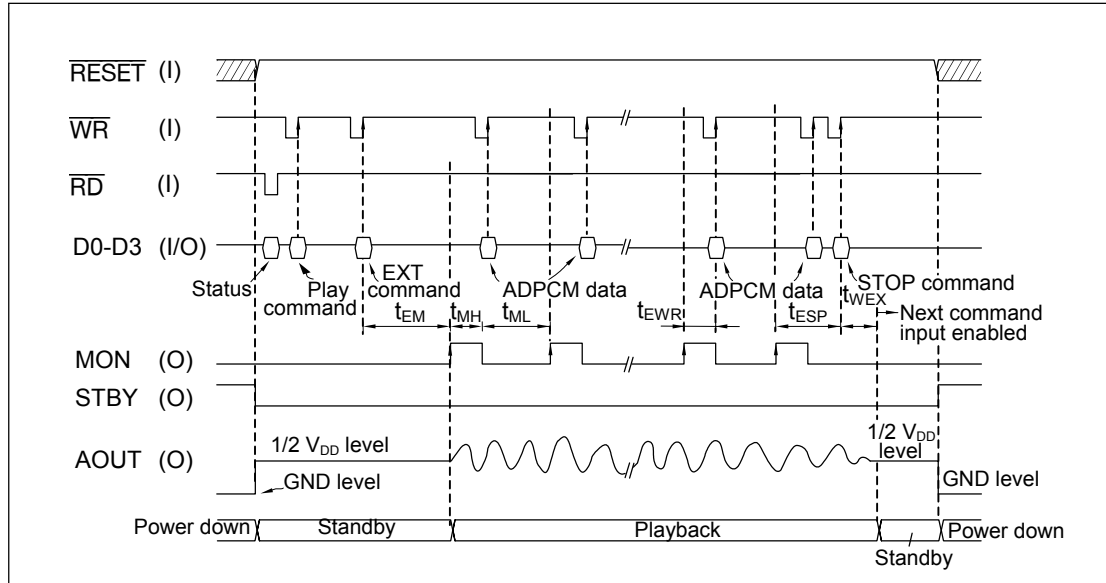 RESET (I)
WR (I)
RD (I)
D0-D3 (I/O)
Status
Play
command
EXT
command
ADPCM data
ADPCM data
STOP command
tEM
tMH
tML
tEWR
tESP
tWEX
Next command
input enabled
MON (O)
STBY (O)
AOUT (O)
1/2 VDD level
GND level
1/2 VDD
level
GND level
Power down
Standby
Playback
Standby
Power down